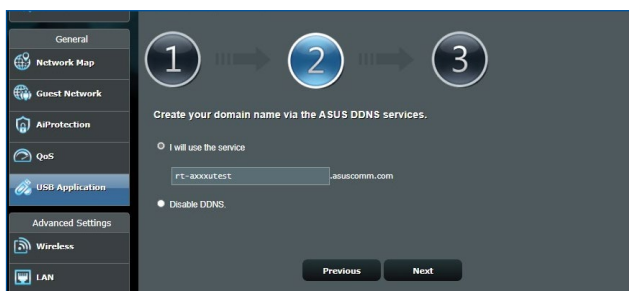 General
Network Map
Guest Network
AiProtection
QoS
USB Application
Advanced Settings
Wireless
LAN
1
2
3
Create your domain name via the ASUS DDNS services.
I will use the service
rt-axxxutest .asuscomm.com
Disable DDNS.
Previous Next